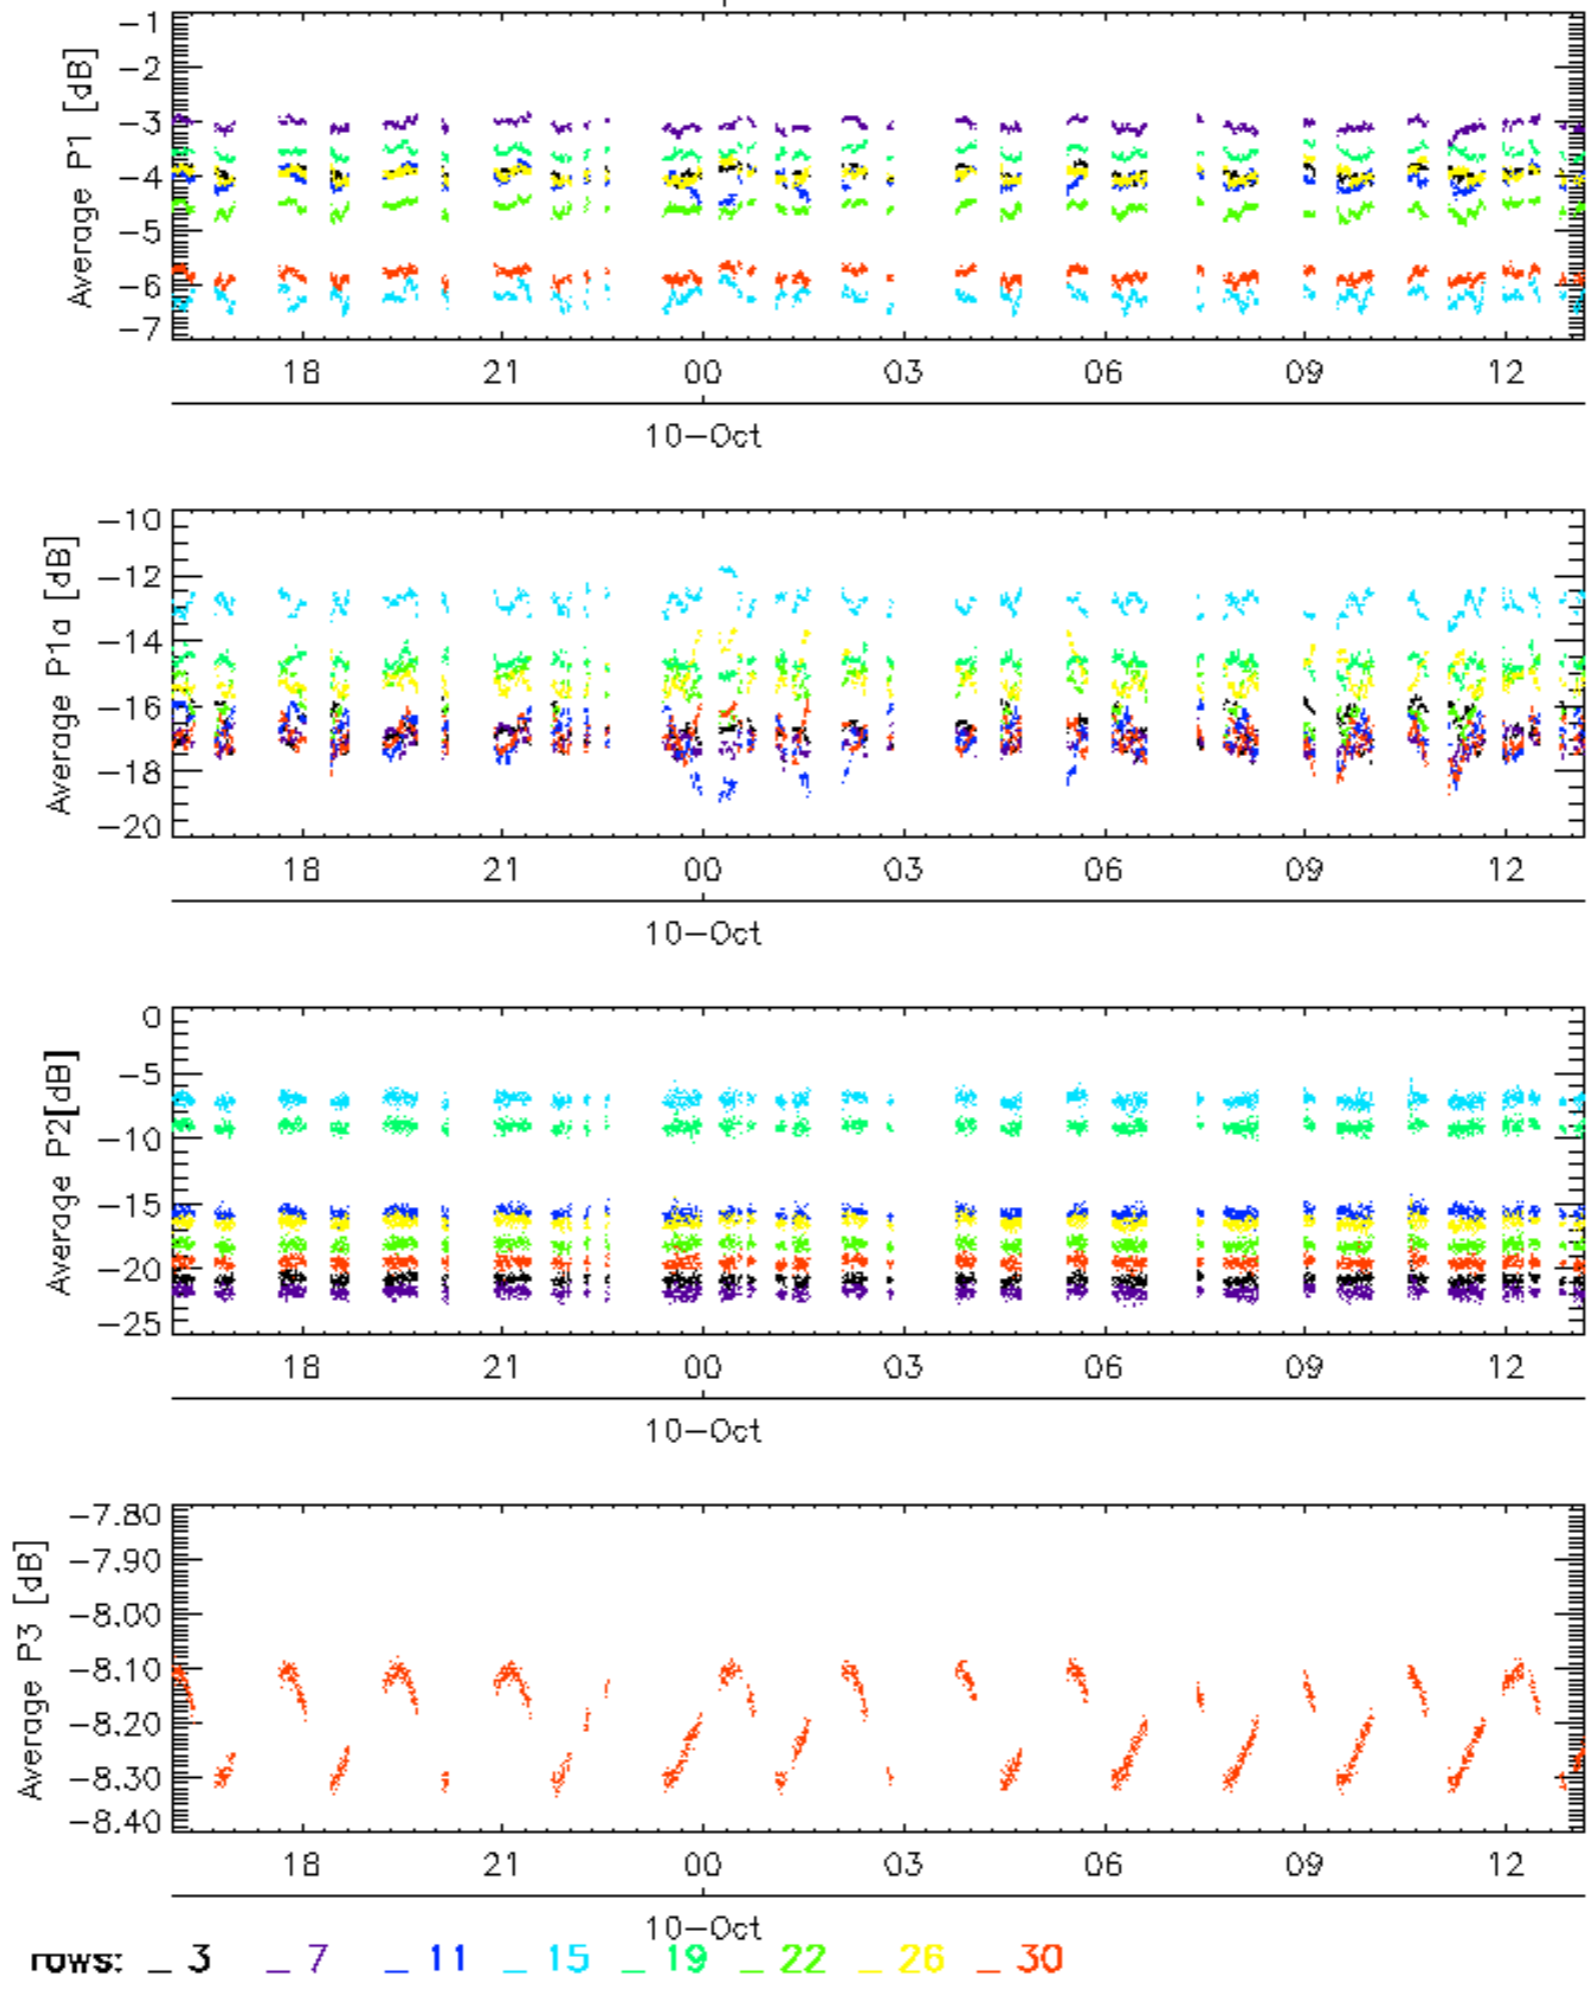 Average P1 [dB]
-1
-2
-3
-4
-5
-6
-7
18 21 00 03 06 09 12
10-Oct
Average P1a [dB]
-10
-12
-14
-16
-18
-20
18 21 00 03 06 09 12
10-Oct
Average P2[dB]
0
-5
-10
-15
-20
-25
18 21 00 03 06 09 12
10-Oct
Average P3 [dB]
-7.80
-7.90
-8.00
-8.10
-8.20
-8.30
-8.40
18 21 00 03 06 09 12
10-Oct
rows: _ 3 _ 7 _ 11 _ 15 _ 19 _ 22 _ 26 _ 30